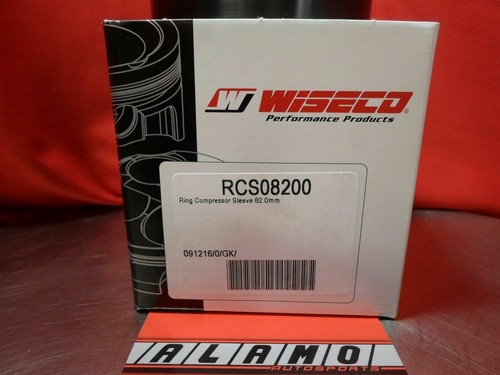 W WISECO®
Performance Products
RCS08200
Ring Compressor Sleeve 82.0mm
091216/0/GK/
ALAMO
AUTOSPORTS